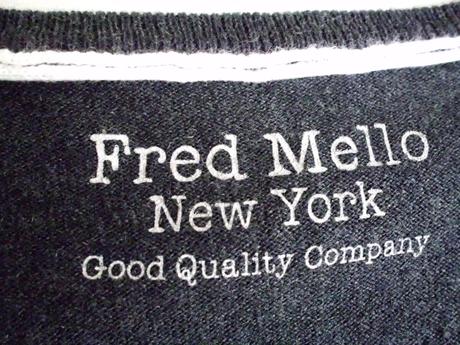 Fred Mello
New York
Good Quality Company